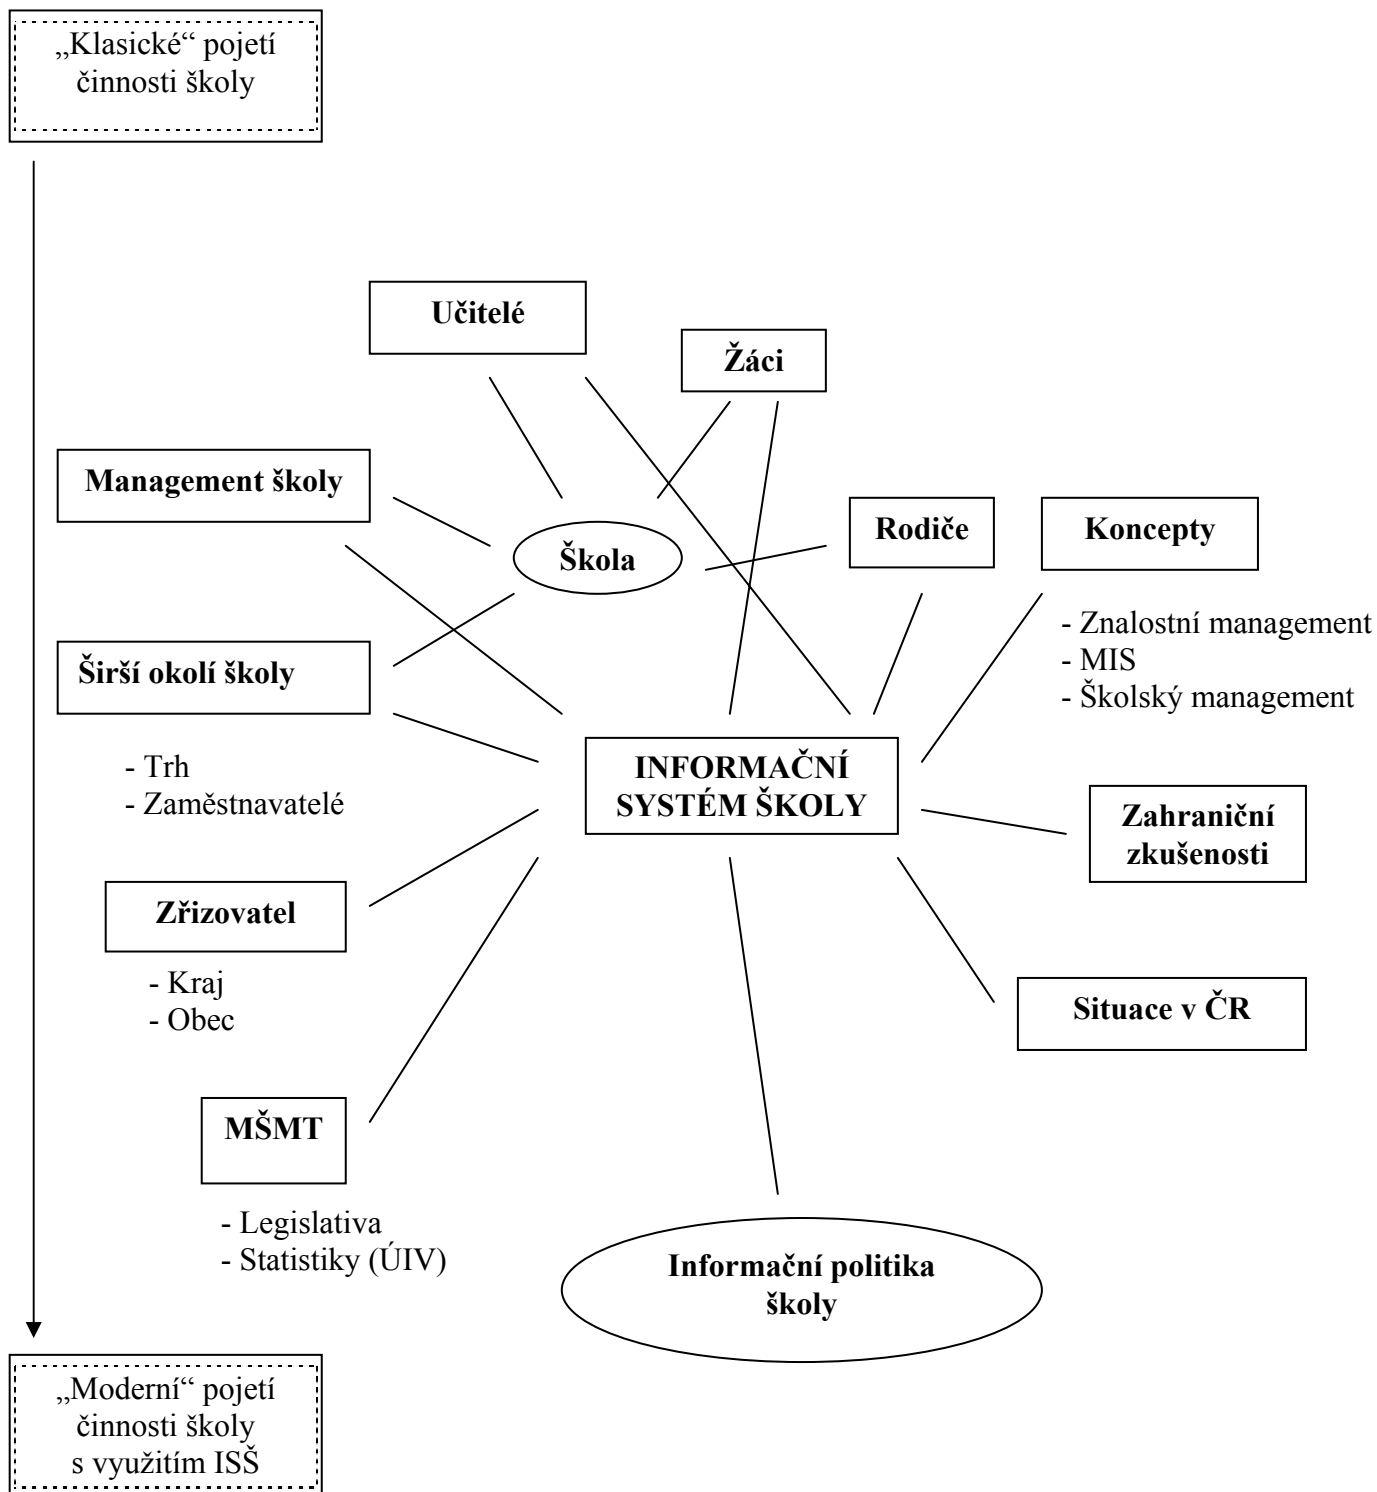 „Klasické“ pojetí
činnosti školy
Učitelé
Žáci
Management školy
Škola
Rodiče
Koncepty
- Znalostní management
- MIS
- Školský management
Širší okolí školy
- Trh
- Zaměstnavatelé
INFORMAČNÍ
SYSTÉM ŠKOLY
Zahraniční
zkušenosti
Zřizovatel
- Kraj
- Obec
Situace v ČR
MŠMT
- Legislativa
- Statistiky (ÚIV)
Informační politika
školy
„Moderní“ pojetí
činnosti školy
s využitím ISŠ